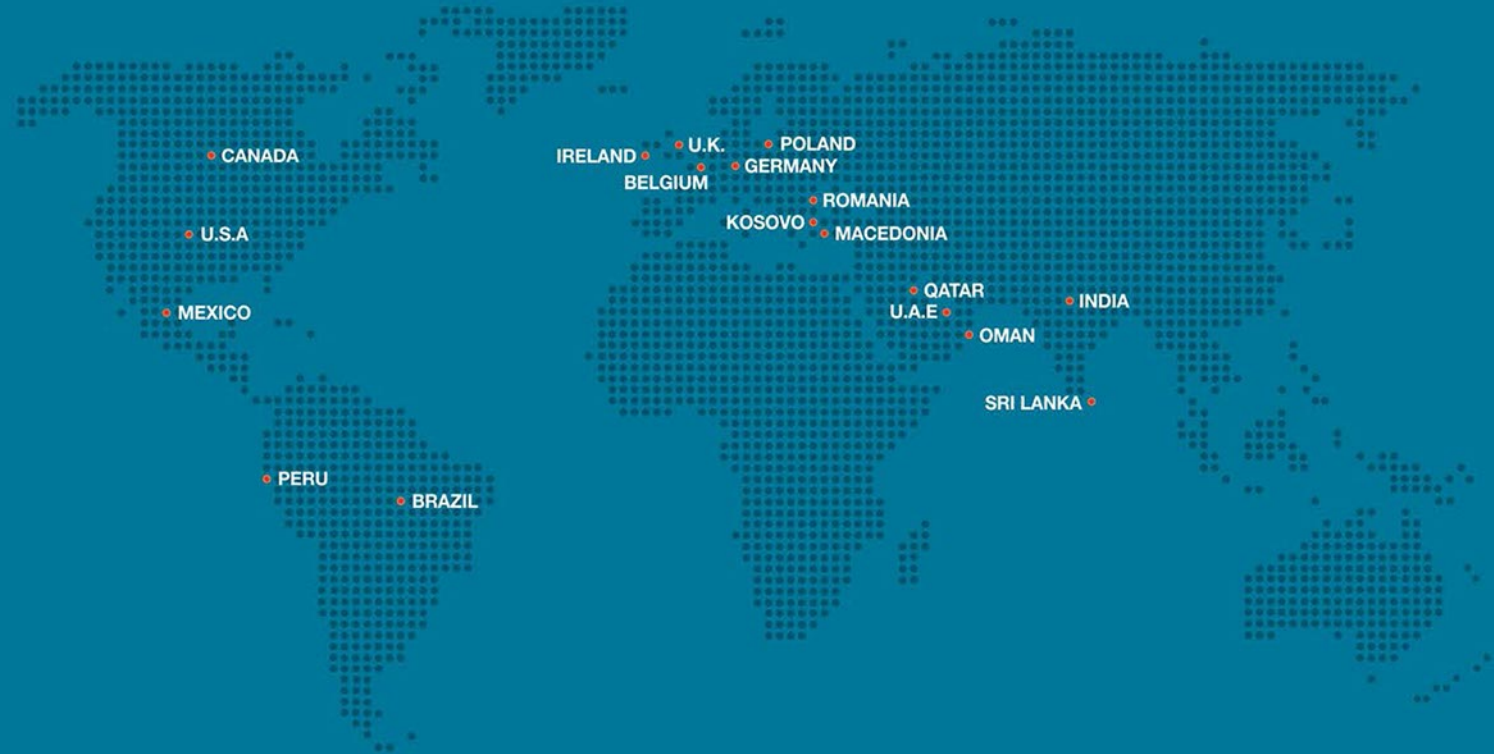 CANADA
U.S.A
MEXICO
PERU
BRAZIL
IRELAND
U.K.
BELGIUM
POLAND
GERMANY
ROMANIA
KOSOVO
MACEDONIA
QATAR
U.A.E
OMAN
INDIA
SRI LANKA